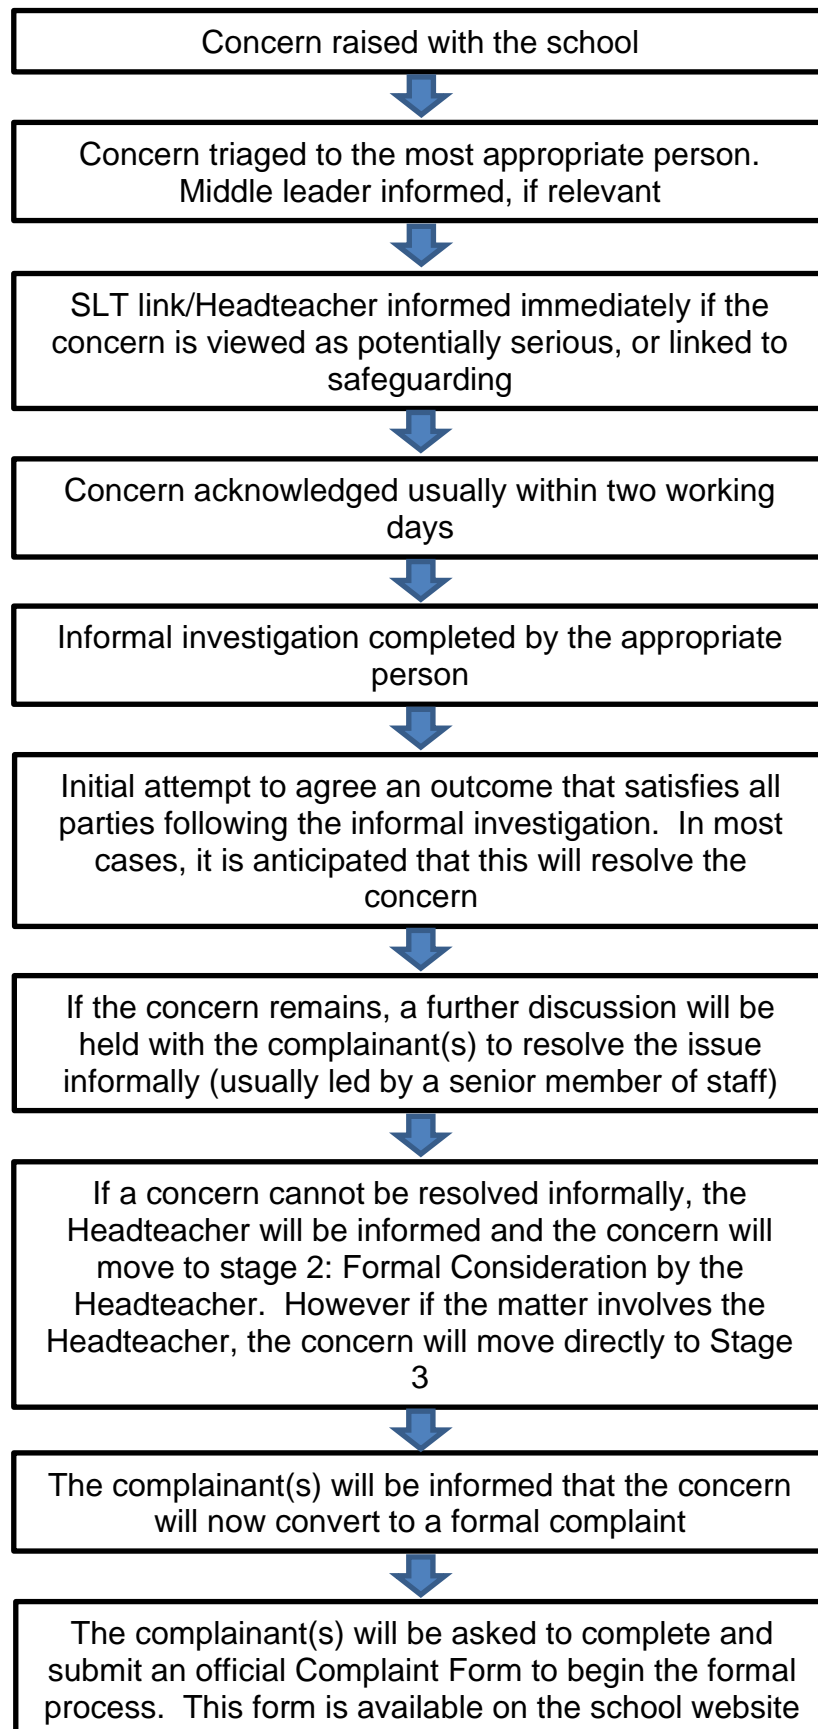 Concern raised with the school
Concern triaged to the most appropriate person.
Middle leader informed, if relevant
SLT link/Headteacher informed immediately if the
concern is viewed as potentially serious, or linked to
safeguarding
Concern acknowledged usually within two working
days
Informal investigation completed by the appropriate
person
Initial attempt to agree an outcome that satisfies all
parties following the informal investigation.  In most
cases, it is anticipated that this will resolve the
concern
If the concern remains, a further discussion will be
held with the complainant(s) to resolve the issue
informally (usually led by a senior member of staff)
If a concern cannot be resolved informally, the
Headteacher will be informed and the concern will
move to stage 2: Formal Consideration by the
Headteacher.  However if the matter involves the
Headteacher, the concern will move directly to Stage
3
The complainant(s) will be informed that the concern
will now convert to a formal complaint
The complainant(s) will be asked to complete and
submit an official Complaint Form to begin the formal
process.  This form is available on the school website